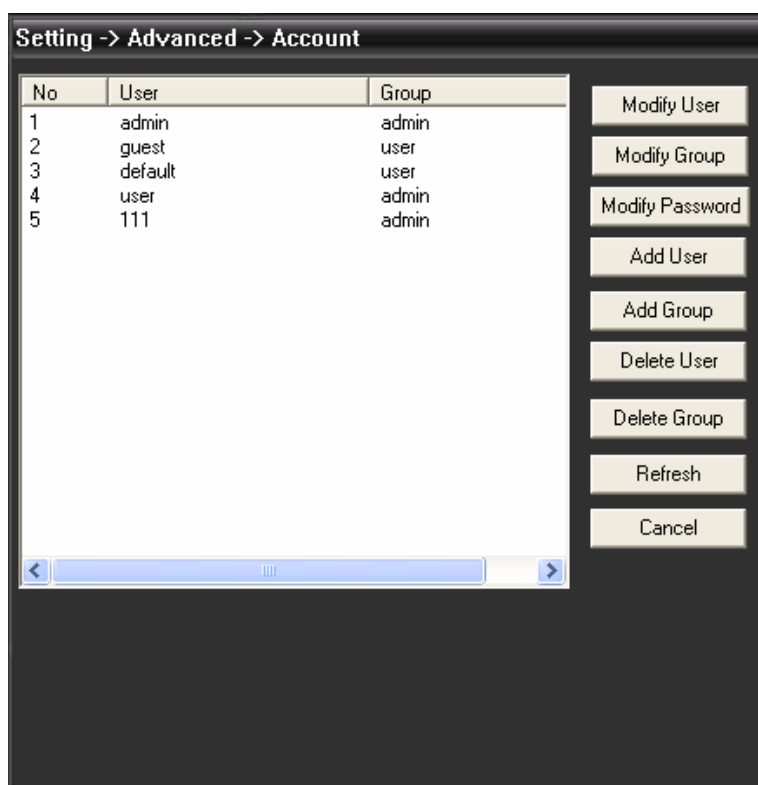 Setting -> Advanced -> Account
No User Group
1 admin admin
2 guest user
3 default user
4 user admin
5 111 admin
Modify User
Modify Group
Modify Password
Add User
Add Group
Delete User
Delete Group
Refresh
Cancel